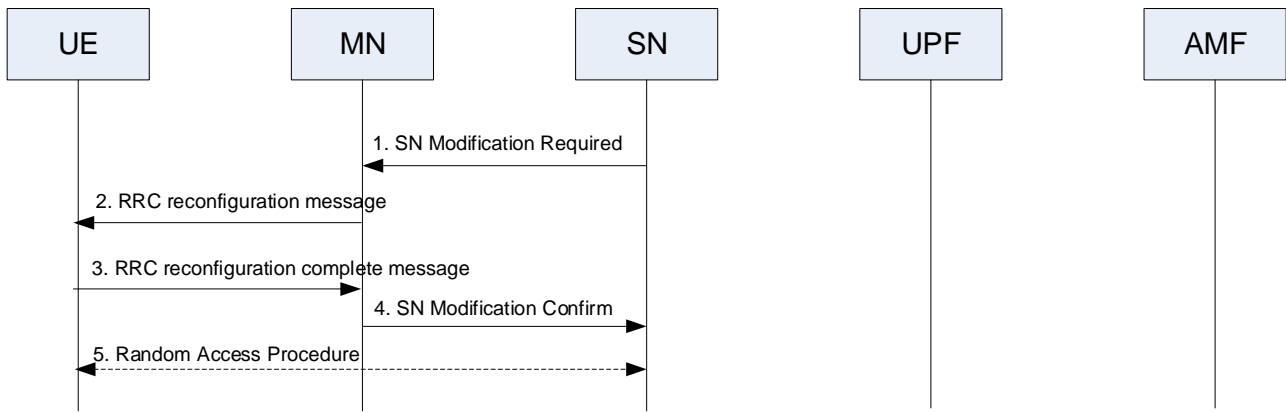 UE
MN
SN
UPF
AMF
1. SN Modification Required
2. RRC reconfiguration message
3. RRC reconfiguration complete message
4. SN Modification Confirm
5. Random Access Procedure